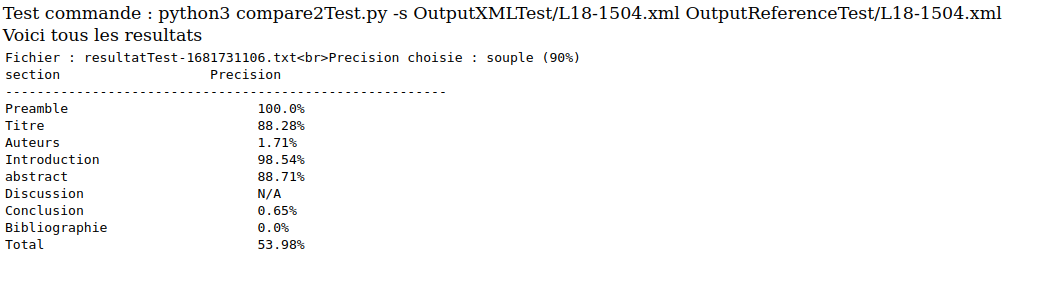 Test commande : python3 compare2Test.py -s OutputXMLTest/L18-1504.xml OutputReferenceTest/L18-1504.xml
Voici tous les resultats
Fichier : resultatTest-1681731106.txt<br>Precision choisie : souple (90%)
section                   Precision
--------------------------------------------------------
Preamble                        100.0%
Titre                           88.28%
Auteurs                         1.71%
Introduction                    98.54%
abstract                        88.71%
Discussion                      N/A
Conclusion                      0.65%
Bibliographie                   0.0%
Total                           53.98%